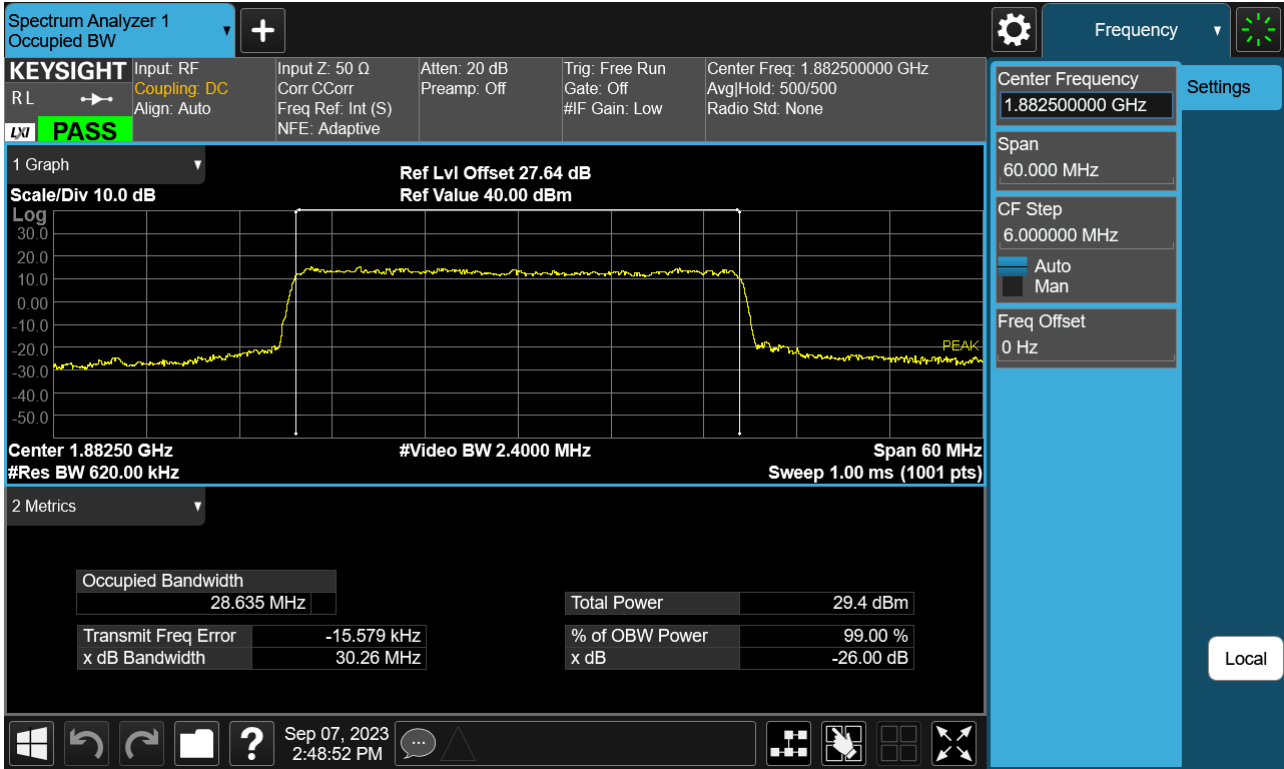 Spectrum Analyzer 1
Occupied BW
▼
+
Frequency
▼
KEYSIGHT
R L
LXI
PASS
Input: RF
Coupling: DC
Align: Auto
Input Z: 50 Ω
Corr CCorr
Freq Ref: Int (S)
NFE: Adaptive
Atten: 20 dB
Preamp: Off
Trig: Free Run
Gate: Off
#IF Gain: Low
Center Freq: 1.882500000 GHz
Avg|Hold: 500/500
Radio Std: None
Center Frequency
1.882500000 GHz
Settings
Span
60.000 MHz
CF Step
6.000000 MHz
Auto
Man
Freq Offset
0 Hz
Local
1 Graph ▼
Scale/Div 10.0 dB
Ref Lvl Offset 27.64 dB
Ref Value 40.00 dBm
Log
30.0
20.0
10.0
0.00
-10.0
-20.0
-30.0
-40.0
-50.0
PEAK
Center 1.88250 GHz
#Video BW 2.4000 MHz
Span 60 MHz
#Res BW 620.00 kHz
Sweep 1.00 ms (1001 pts)
2 Metrics ▼
Occupied Bandwidth
28.635 MHz
Total Power 29.4 dBm
Transmit Freq Error -15.579 kHz
% of OBW Power 99.00 %
x dB Bandwidth 30.26 MHz
x dB -26.00 dB
?
Sep 07, 2023
2:48:52 PM